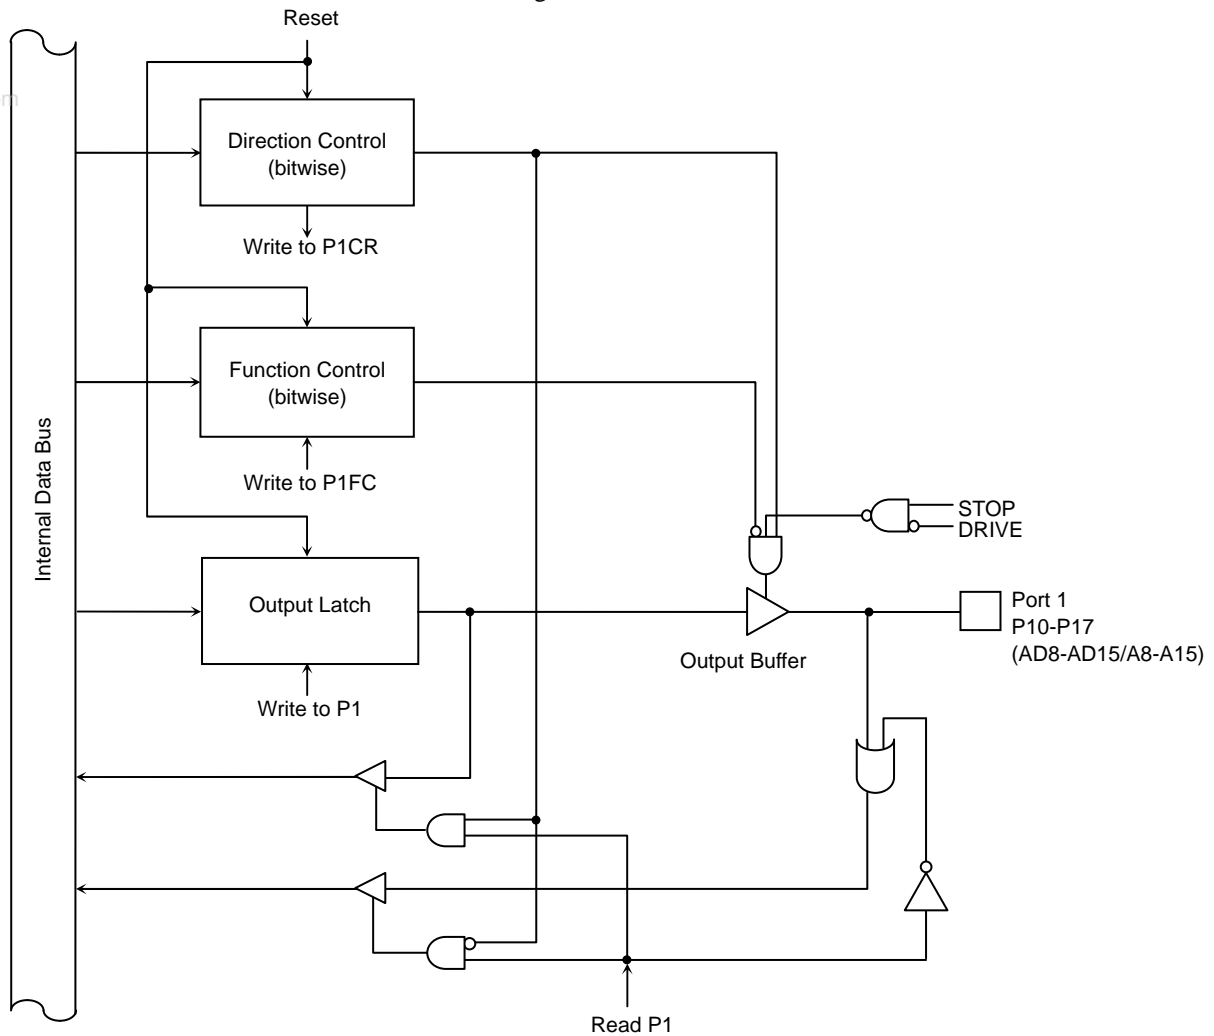 Reset
m
Direction Control
(bitwise)
Write to P1CR
Function Control
(bitwise)
Write to P1FC
Internal Data Bus
STOP
DRIVE
Output Latch
Port 1
P10-P17
(AD8-AD15/A8-A15)
Output Buffer
Write to P1
Read P1